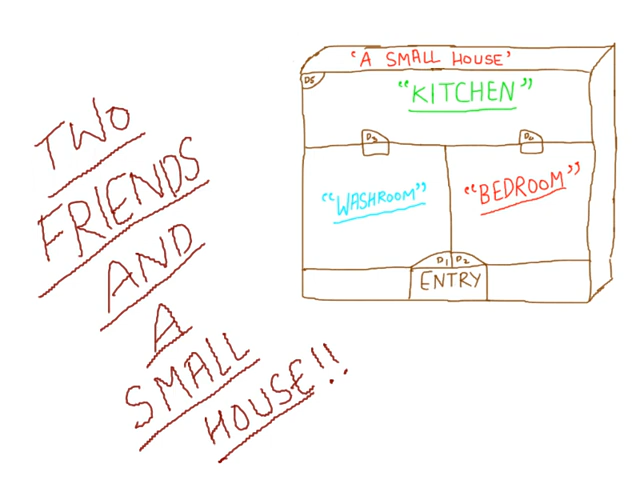 TWO
FRIENDS
AND
A
SMALL
HOUSE!!
'A SMALL HOUSE'
D5
"KITCHEN"
D3
D4
"WASHROOM"
"BEDROOM"
D1 D2
ENTRY